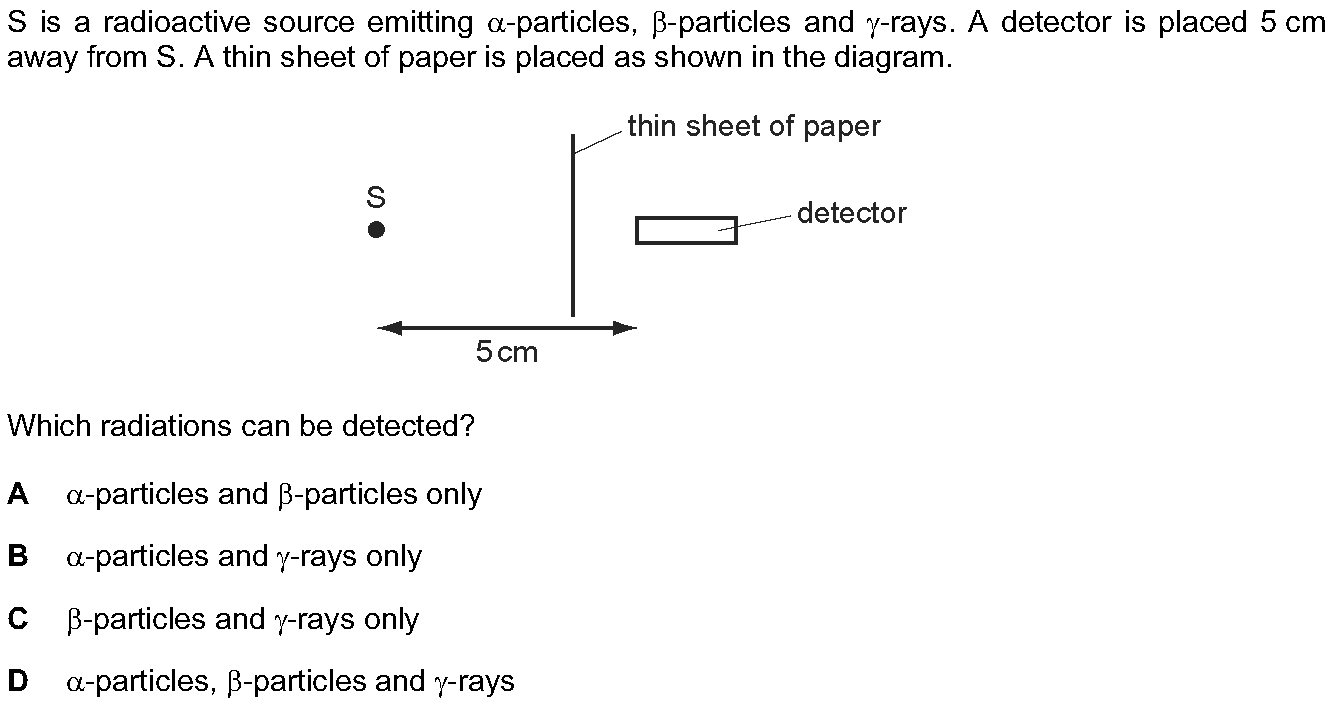 S is a radioactive source emitting α-particles, β-particles and γ-rays. A detector is placed 5 cm
away from S. A thin sheet of paper is placed as shown in the diagram.
thin sheet of paper
S
detector
5 cm
Which radiations can be detected?
A α-particles and β-particles only
B α-particles and γ-rays only
C β-particles and γ-rays only
D α-particles, β-particles and γ-rays